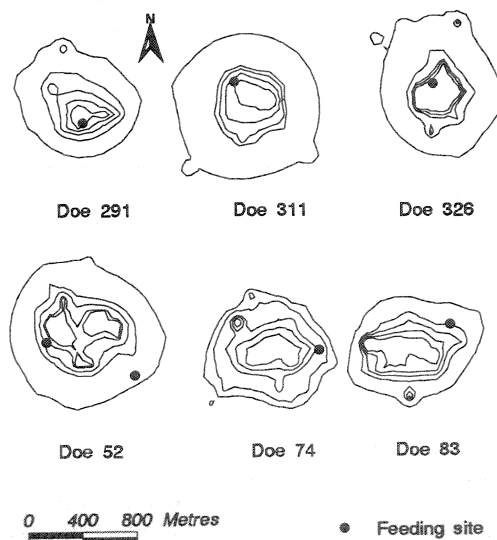 N
Doe 291
Doe 311
Doe 326
Doe 52
Doe 74
Doe 83
0 400 800 Metres
Feeding site